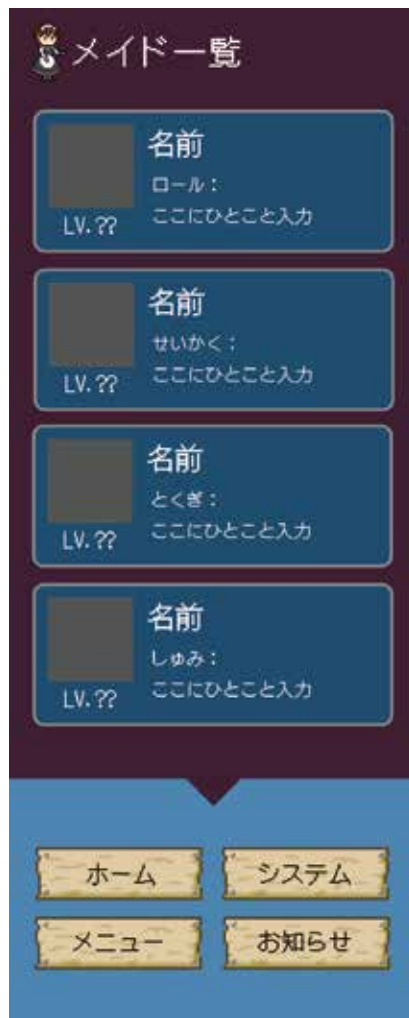 メイド一覧
名前
ロール：
ここにひとこと入力
LV.??
名前
せいかく：
ここにひとこと入力
LV.??
名前
とくぎ：
ここにひとこと入力
LV.??
名前
しゅみ：
ここにひとこと入力
LV.??
ホーム
システム
メニュー
お知らせ